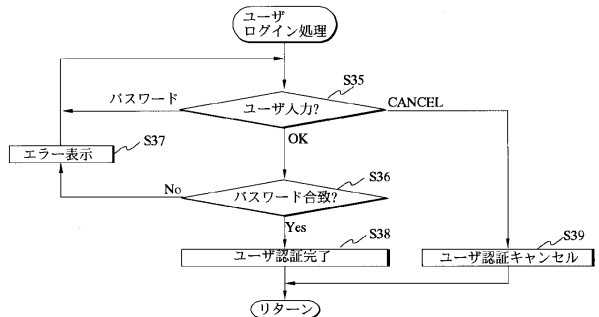 ユーザ
ログイン処理
S35
パスワード
ユーザ入力?
CANCEL
OK
S37
エラー表示
S36
No
パスワード合致?
Yes
S38
S39
ユーザ認証完了
ユーザ認証キャンセル
リターン